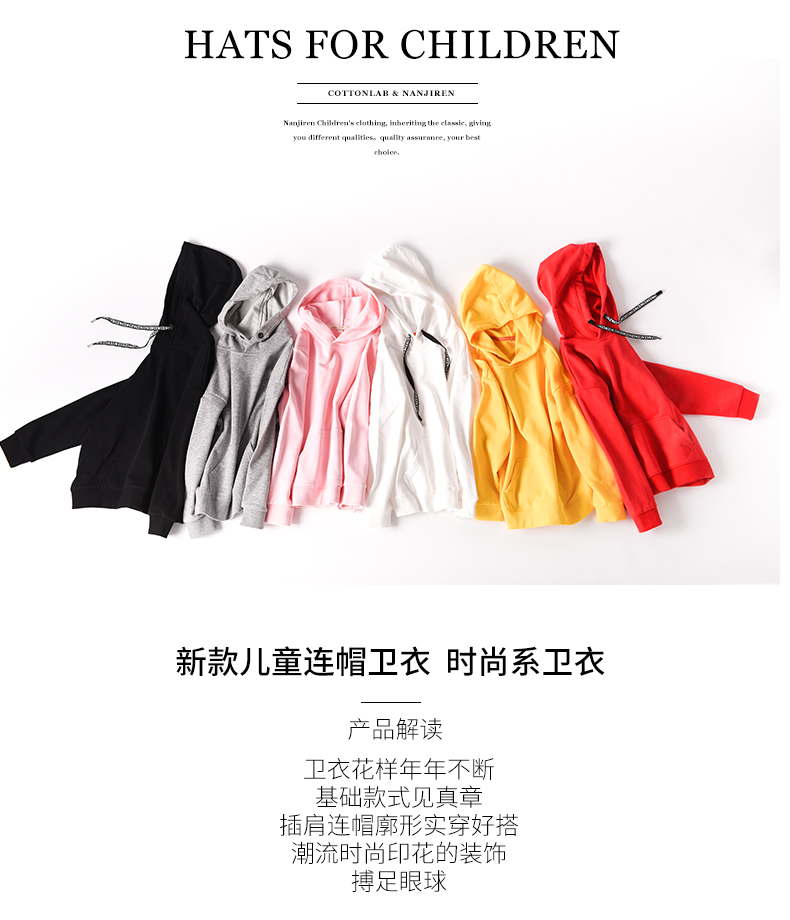 HATS FOR CHILDREN
COTTONLAB & NANJIREN
Nanjiren Children's clothing, inheriting the classic, giving
you different qualities。quality assurance, your best
choice.
新款儿童连帽卫衣 时尚系卫衣
产品解读
卫衣花样年年不断
基础款式见真章
插肩连帽廓形实穿好搭
潮流时尚印花的装饰
搏足眼球